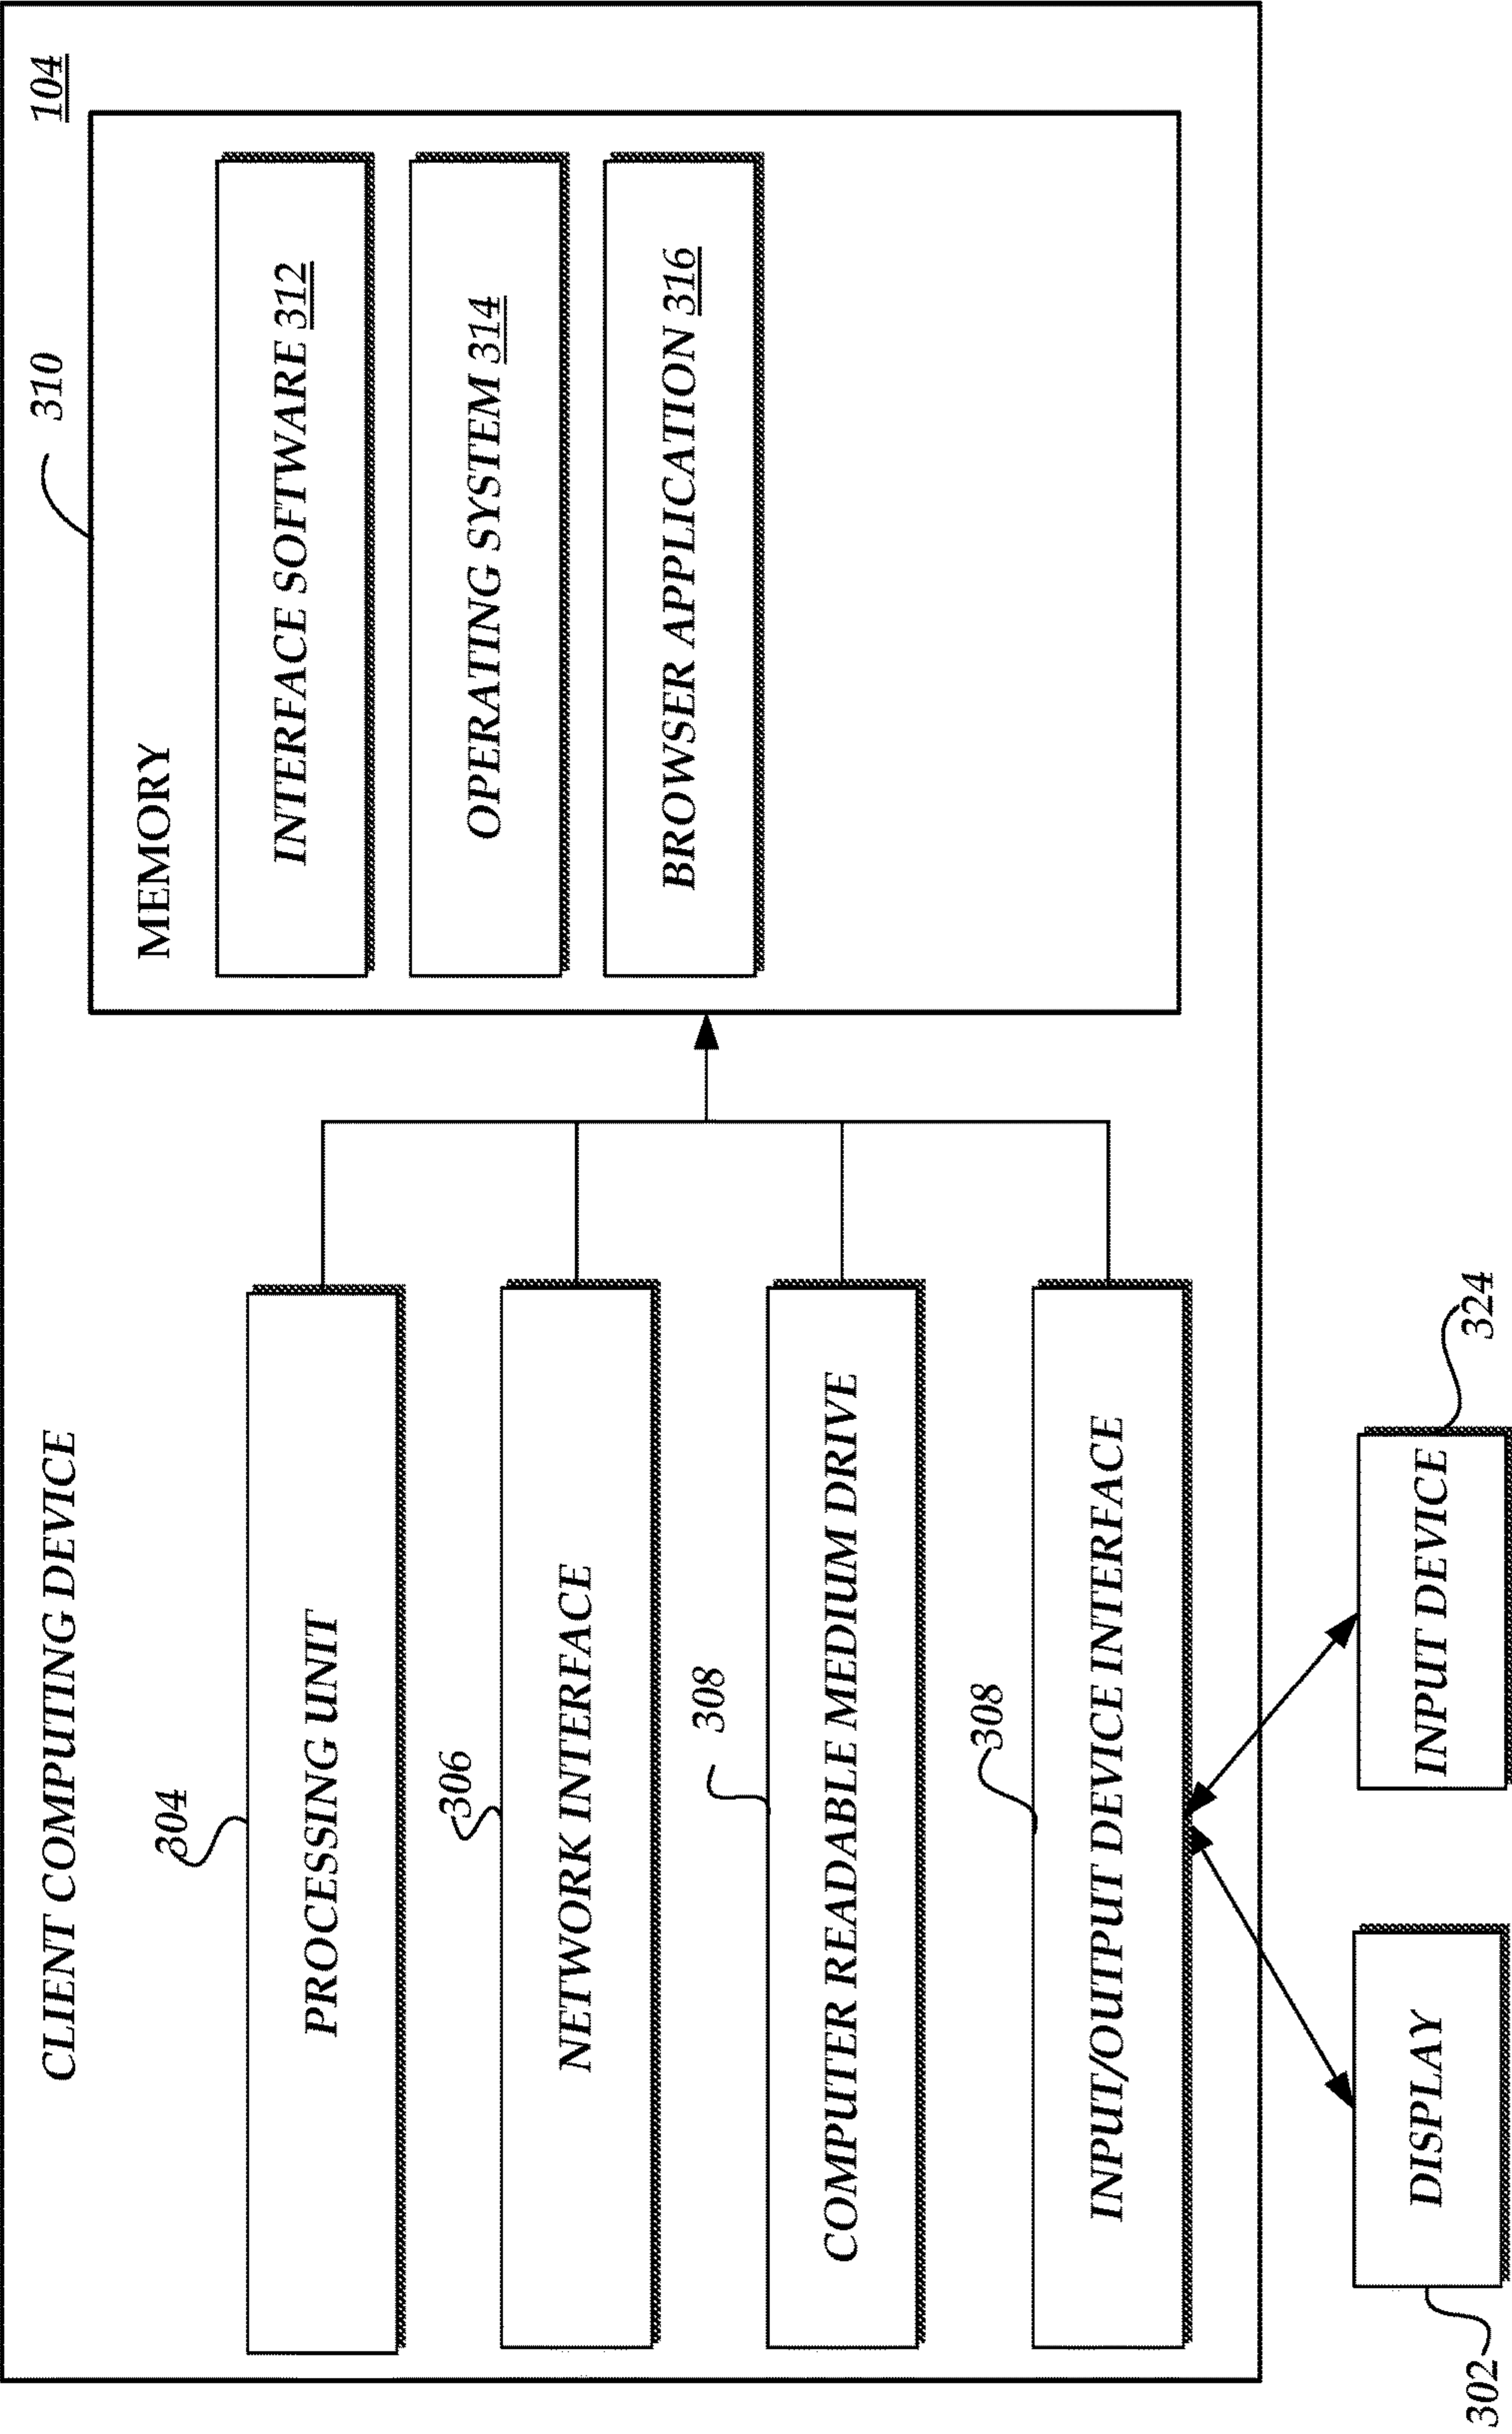 CLIENT COMPUTING DEVICE
104
310
MEMORY
304
PROCESSING UNIT
INTERFACE SOFTWARE 312
306
NETWORK INTERFACE
OPERATING SYSTEM 314
308
COMPUTER READABLE MEDIUM DRIVE
BROWSER APPLICATION 316
308
INPUT/OUTPUT DEVICE INTERFACE
302
DISPLAY
INPUT DEVICE
324